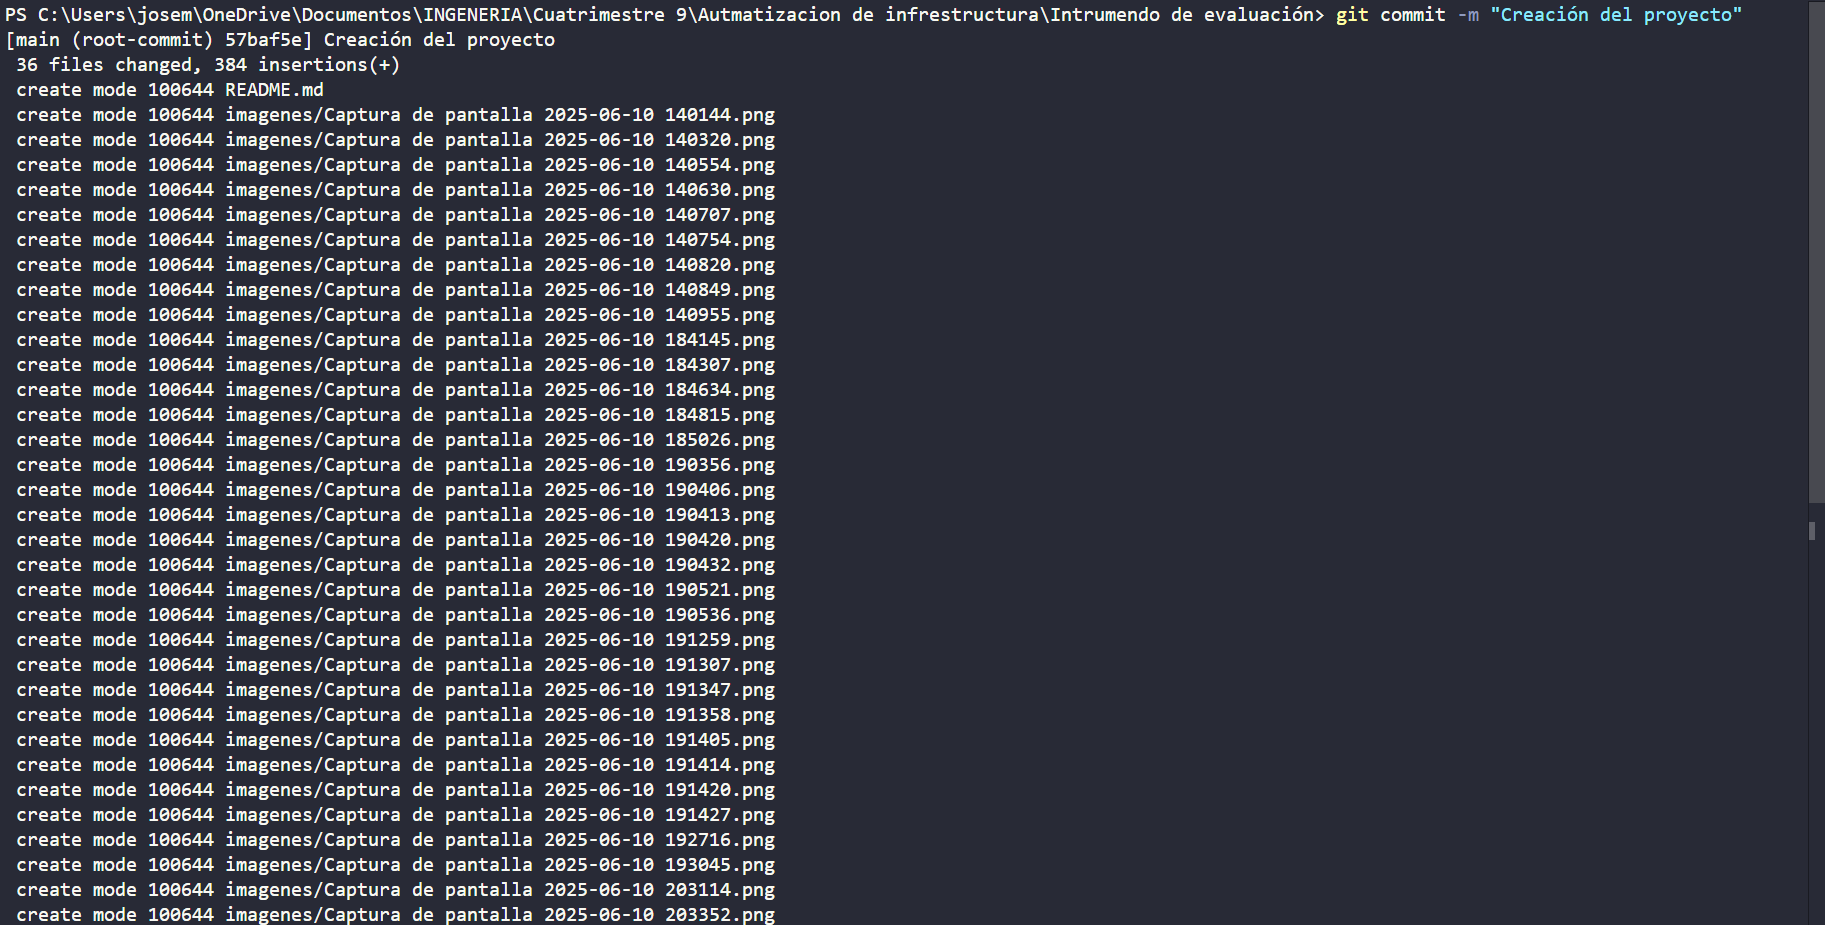 PS C:\Users\josem\OneDrive\Documentos\INGENERIA\Cuatrimestre 9\Autmatizacion de infrestructura\Intrumendo de evaluación> git commit -m "Creación del proyecto"
[main (root-commit) 57baf5e] Creación del proyecto
 36 files changed, 384 insertions(+)
 create mode 100644 README.md
 create mode 100644 imagenes/Captura de pantalla 2025-06-10 140144.png
 create mode 100644 imagenes/Captura de pantalla 2025-06-10 140320.png
 create mode 100644 imagenes/Captura de pantalla 2025-06-10 140554.png
 create mode 100644 imagenes/Captura de pantalla 2025-06-10 140630.png
 create mode 100644 imagenes/Captura de pantalla 2025-06-10 140707.png
 create mode 100644 imagenes/Captura de pantalla 2025-06-10 140754.png
 create mode 100644 imagenes/Captura de pantalla 2025-06-10 140820.png
 create mode 100644 imagenes/Captura de pantalla 2025-06-10 140849.png
 create mode 100644 imagenes/Captura de pantalla 2025-06-10 140955.png
 create mode 100644 imagenes/Captura de pantalla 2025-06-10 184145.png
 create mode 100644 imagenes/Captura de pantalla 2025-06-10 184307.png
 create mode 100644 imagenes/Captura de pantalla 2025-06-10 184634.png
 create mode 100644 imagenes/Captura de pantalla 2025-06-10 184815.png
 create mode 100644 imagenes/Captura de pantalla 2025-06-10 185026.png
 create mode 100644 imagenes/Captura de pantalla 2025-06-10 190356.png
 create mode 100644 imagenes/Captura de pantalla 2025-06-10 190406.png
 create mode 100644 imagenes/Captura de pantalla 2025-06-10 190413.png
 create mode 100644 imagenes/Captura de pantalla 2025-06-10 190420.png
 create mode 100644 imagenes/Captura de pantalla 2025-06-10 190432.png
 create mode 100644 imagenes/Captura de pantalla 2025-06-10 190521.png
 create mode 100644 imagenes/Captura de pantalla 2025-06-10 190536.png
 create mode 100644 imagenes/Captura de pantalla 2025-06-10 191259.png
 create mode 100644 imagenes/Captura de pantalla 2025-06-10 191307.png
 create mode 100644 imagenes/Captura de pantalla 2025-06-10 191347.png
 create mode 100644 imagenes/Captura de pantalla 2025-06-10 191358.png
 create mode 100644 imagenes/Captura de pantalla 2025-06-10 191405.png
 create mode 100644 imagenes/Captura de pantalla 2025-06-10 191414.png
 create mode 100644 imagenes/Captura de pantalla 2025-06-10 191420.png
 create mode 100644 imagenes/Captura de pantalla 2025-06-10 191427.png
 create mode 100644 imagenes/Captura de pantalla 2025-06-10 192716.png
 create mode 100644 imagenes/Captura de pantalla 2025-06-10 193045.png
 create mode 100644 imagenes/Captura de pantalla 2025-06-10 203114.png
 create mode 100644 imagenes/Captura de pantalla 2025-06-10 203352.png